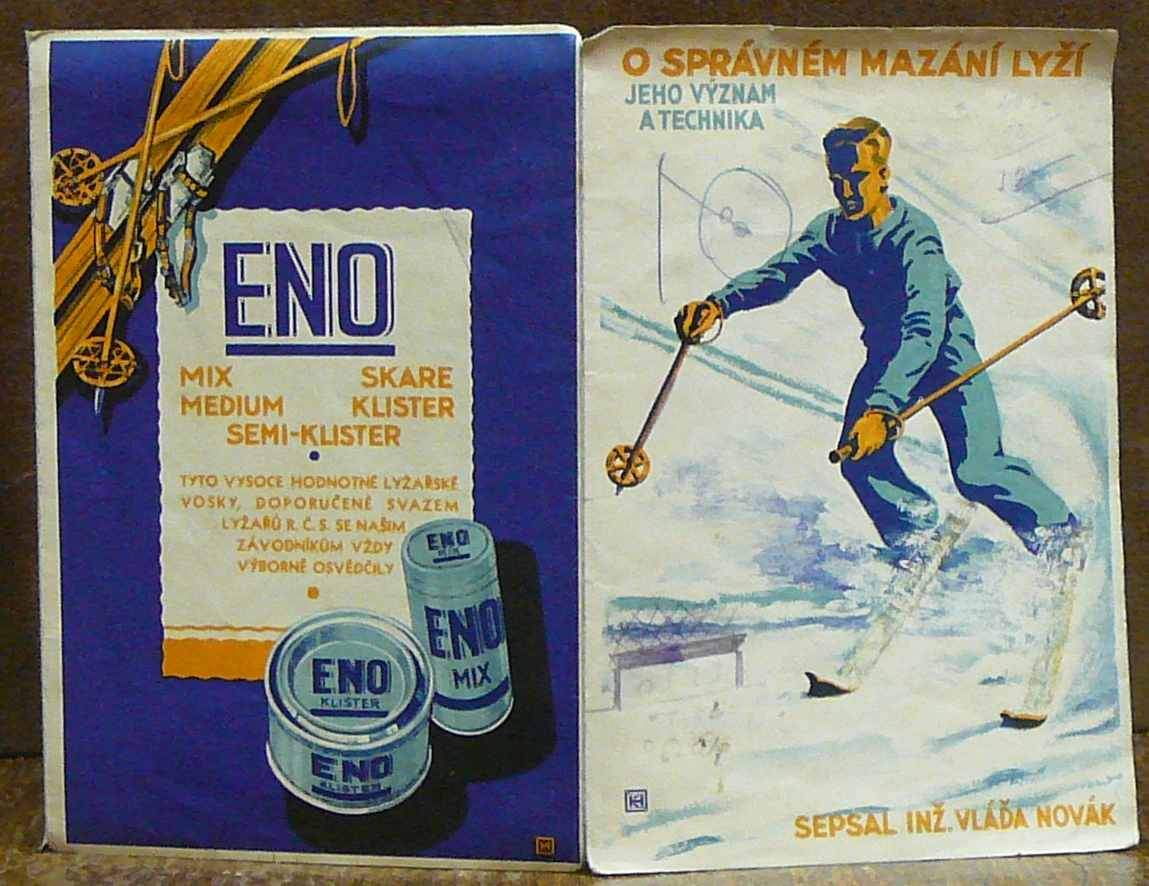 ENO
MIX SKARE
MEDIUM KLISTER
SEMI-KLISTER
TYTO VYSOCE HODNOTNÉ LYŽAŘSKÉ
VOSKY, DOPORUČENÉ SVAZEM
LYŽAŘŮ R. Č. S. SE NAŠIM
ZÁVODNÍKŮM VŽDY
VÝBORNĚ OSVĚDČILY
ENO
ENO
MIX
ENO
KLISTER
ENO
KLISTER
O SPRÁVNÉM MAZÁNÍ LYŽÍ
JEHO VÝZNAM
A TECHNIKA
SEPSAL INŽ. VLÁĎA NOVÁK